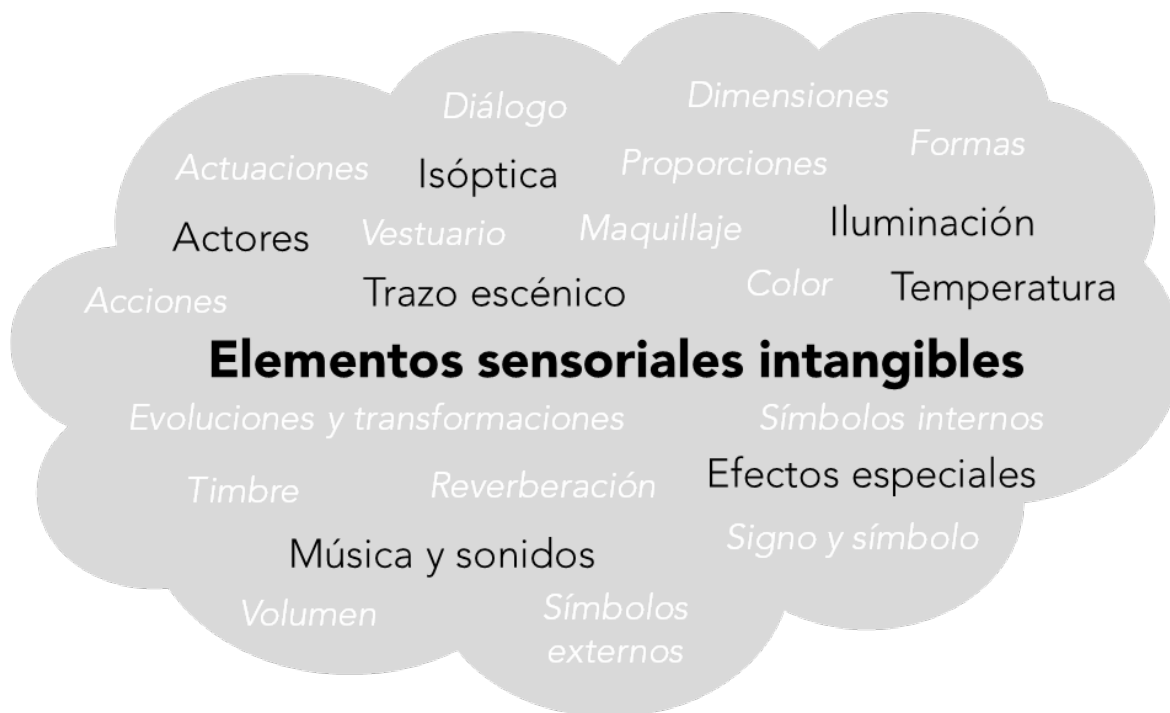 Diálogo
Dimensiones
Actuaciones
Isóptica
Proporciones
Formas
Actores
Vestuario
Maquillaje
Iluminación
Acciones
Trazo escénico
Color
Temperatura
Elementos sensoriales intangibles
Evoluciones y transformaciones
Símbolos internos
Timbre
Reverberación
Efectos especiales
Música y sonidos
Signo y símbolo
Volumen
Símbolos
externos